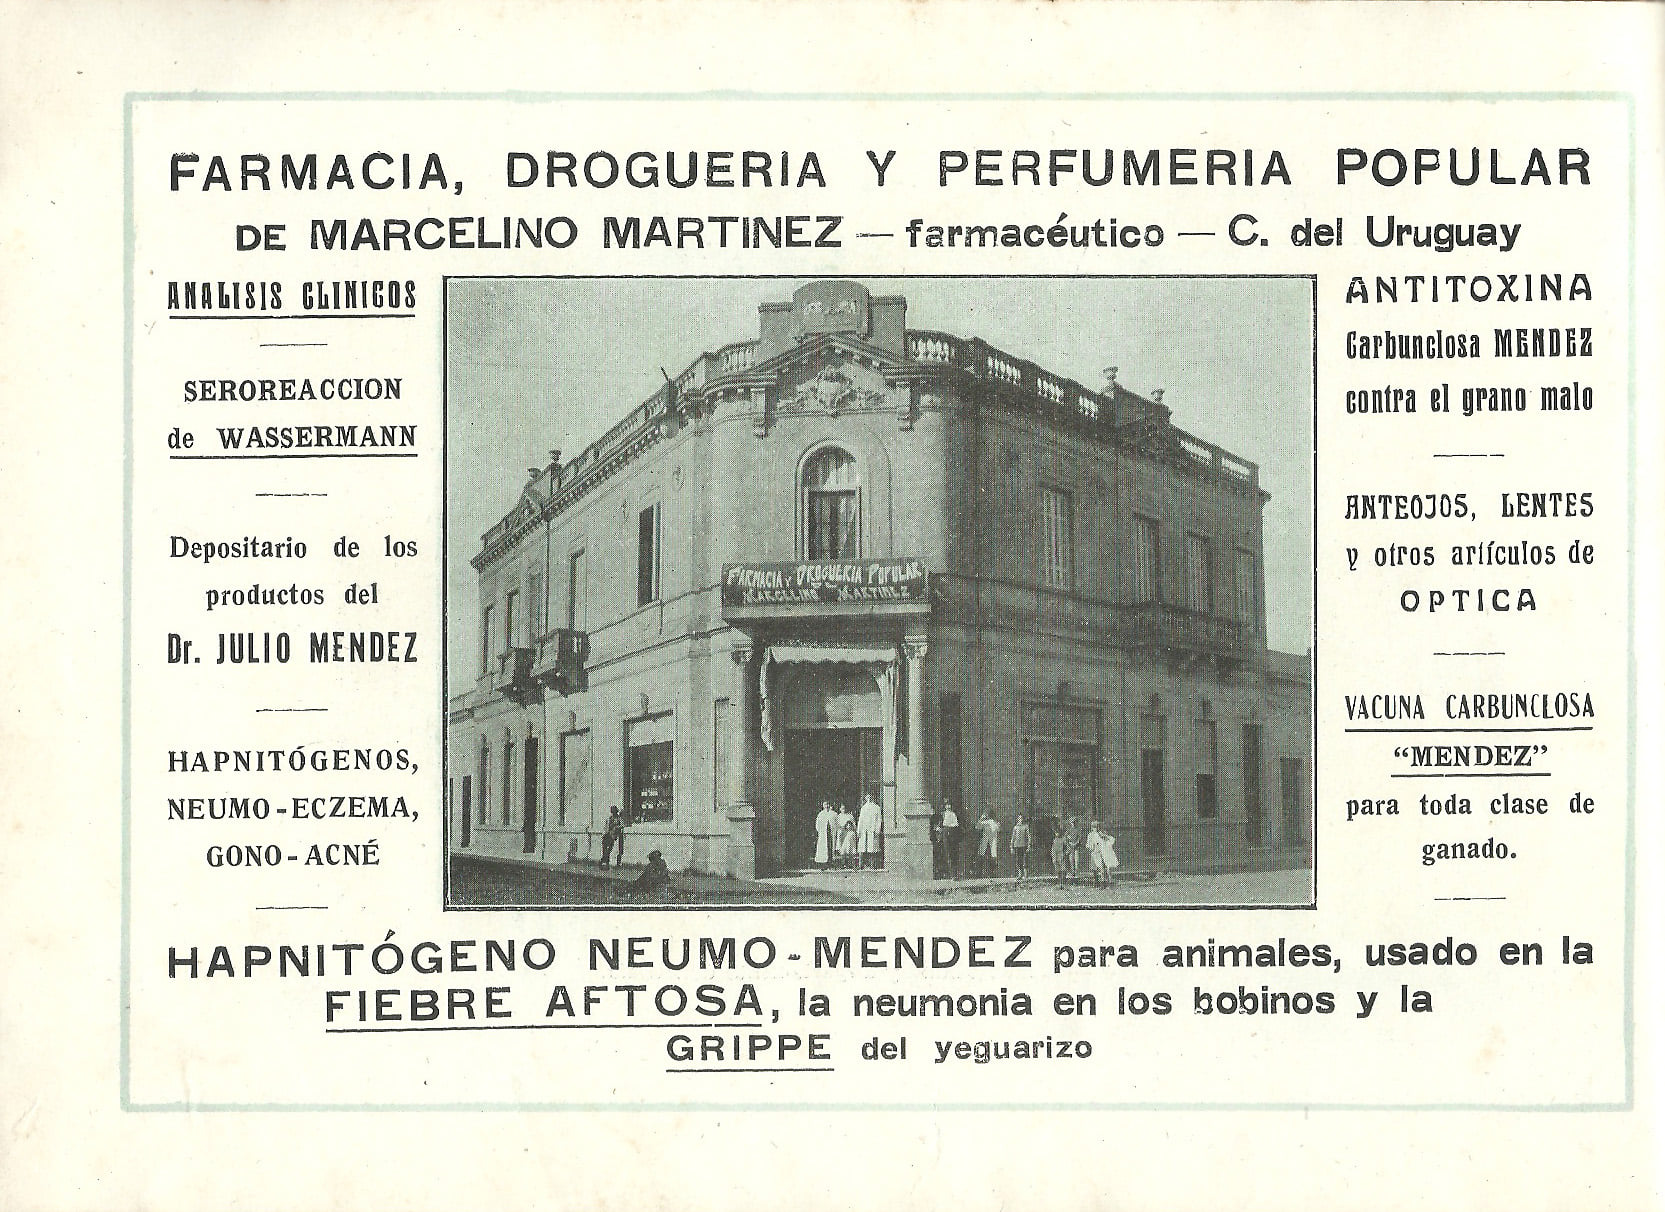 FARMACIA, DROGUERIA Y PERFUMERIA POPULAR
DE MARCELINO MARTINEZ — farmacéutico — C. del Uruguay
ANALISIS CLINICOS
SEROREACCION
de WASSERMANN
Depositario de los
productos del
Dr. JULIO MENDEZ
HAPNITÓGENOS,
NEUMO-ECZEMA,
GONO-ACNÉ
FARMACIA Y DROGUERIA POPULAR
MARCELINO MARTINEZ
ANTITOXINA
Carbunclosa MENDEZ
contra el grano malo
ANTEOJOS, LENTES
y otros artículos de
OPTICA
VACUNA CARBUNCLOSA
“MENDEZ”
para toda clase de
ganado.
HAPNITÓGENO NEUMO-MENDEZ para animales, usado en la
FIEBRE AFTOSA, la neumonia en los bobinos y la
GRIPPE del yeguarizo